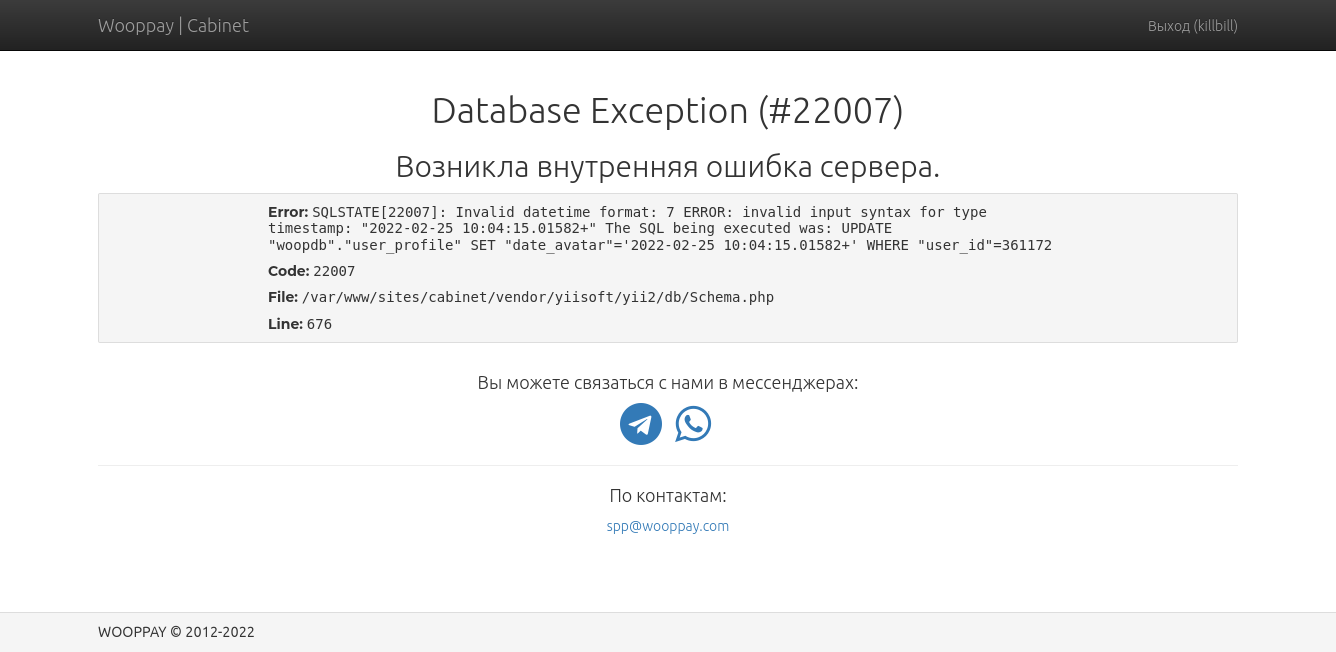 Wooppay | Cabinet
Выход (killbill)
Database Exception (#22007)
Возникла внутренняя ошибка сервера.
Error: SQLSTATE[22007]: Invalid datetime format: 7 ERROR: invalid input syntax for type
timestamp: "2022-02-25 10:04:15.01582+" The SQL being executed was: UPDATE
"woopdb"."user_profile" SET "date_avatar"='2022-02-25 10:04:15.01582+' WHERE "user_id"=361172
Code: 22007
File: /var/www/sites/cabinet/vendor/yiisoft/yii2/db/Schema.php
Line: 676
Вы можете связаться с нами в мессенджерах:
По контактам:
spp@wooppay.com
WOOPPAY © 2012-2022